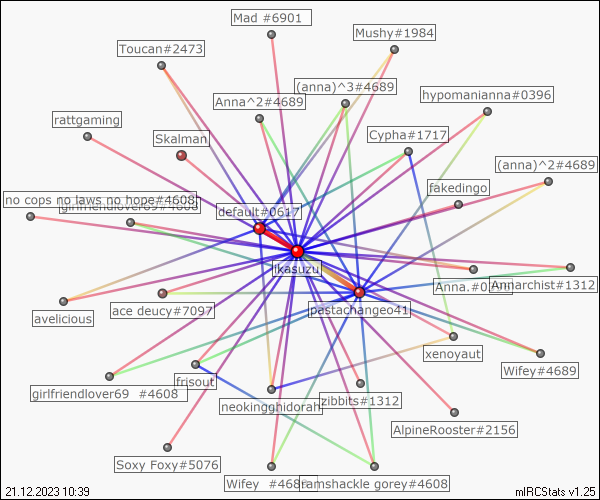 Mad #6901
Mushy#1984
Toucan#2473
(anna)^3#4689
hypomanianna#0396
Anna^2#4689
rattgaming
Cypha#1717
Skalman
(anna)^2#4689
fakedingo
no cops no laws no hope#4608
girlfriendlover69#4608
default#0617
ikasuzu
Anna.#0
Annarchist#1312
ace deucy#7097
pastachangeo41
avelicious
xenoyaut
Wifey#4689
frisout
girlfriendlover69 #4608
zibbits#1312
neokingghidorah
AlpineRooster#2156
Soxy Foxy#5076
Wifey #4689
ramshackle gorey#4608
21.12.2023 10:39
mIRCStats v1.25